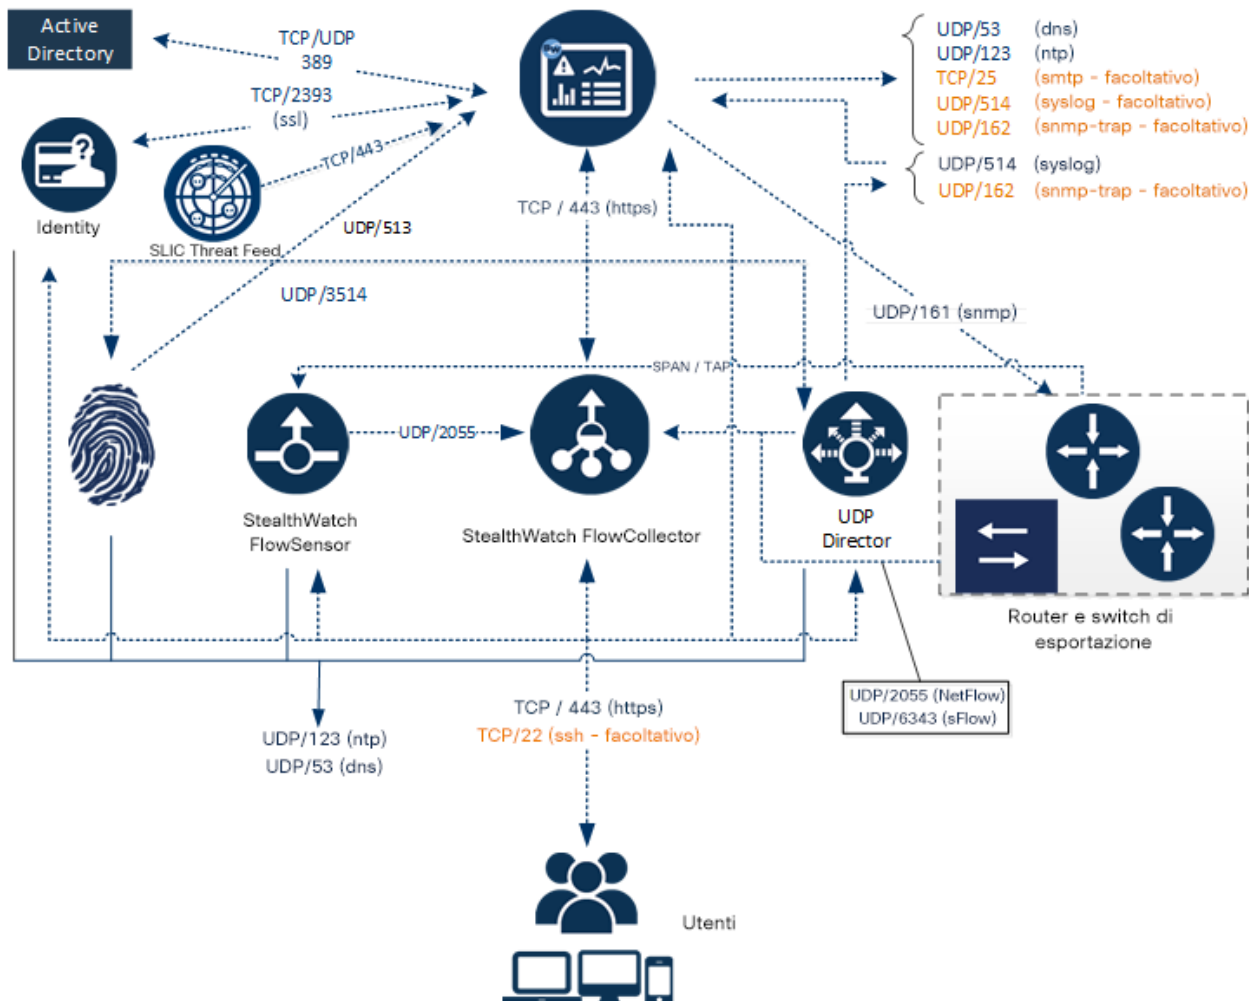 Active
Directory
TCP/UDP
389
TCP/2393
(ssl)
TCP/443
Identity
SLIC Threat Feed
UDP/513
UDP/3514
Pw
TCP / 443 (https)
UDP/53 (dns)
UDP/123 (ntp)
TCP/25 (smtp - facoltativo)
UDP/514 (syslog - facoltativo)
UDP/162 (snmp-trap - facoltativo)
UDP/514 (syslog)
UDP/162 (snmp-trap - facoltativo)
UDP/161 (snmp)
SPAN / TAP
UDP/2055
StealthWatch
FlowSensor
StealthWatch FlowCollector
UDP
Director
Router e switch di
esportazione
UDP/2055 (NetFlow)
UDP/6343 (sFlow)
TCP / 443 (https)
TCP/22 (ssh - facoltativo)
UDP/123 (ntp)
UDP/53 (dns)
Utenti